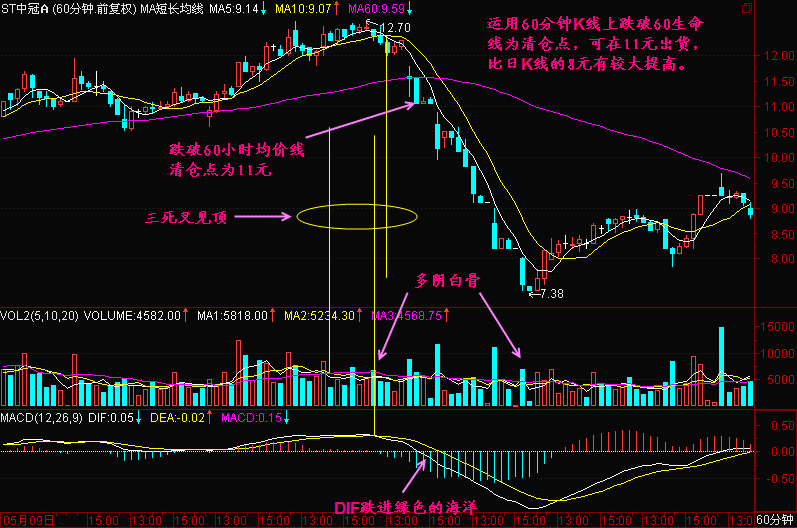 ST中冠A (60分钟.前复权) MA短长均线 MA5:9.14↓ MA10:9.07↑ MA60:9.59↓
12.70
运用60分钟K线上跌破60生命
线为清仓点，可在11元出货，
比日K线的8元有较大提高。
12.00
11.50
11.00
10.50
10.00
9.50
9.00
8.50
8.00
跌破60小时均价线
清仓点为11元
三死叉见顶
多阴白骨
←7.38
VOL2(5,10,20) VOLUME:4582.00↑ MA1:5818.00↑ MA2:5234.30↑ MA3:4568.75↑
15000
10000
5000
MACD(12,26,9) DIF:0.05↓ DEA:-0.02↑ MACD:0.15↓
0.50
0.00
-0.50
DIF跌进绿色的海洋
05月09日 15:00 13:00 15:00 13:00 15:00 13:00 15:00 13:00 15:00 13:00 15:00 13:00 15:00 13:00 15:00 13:00 60分钟